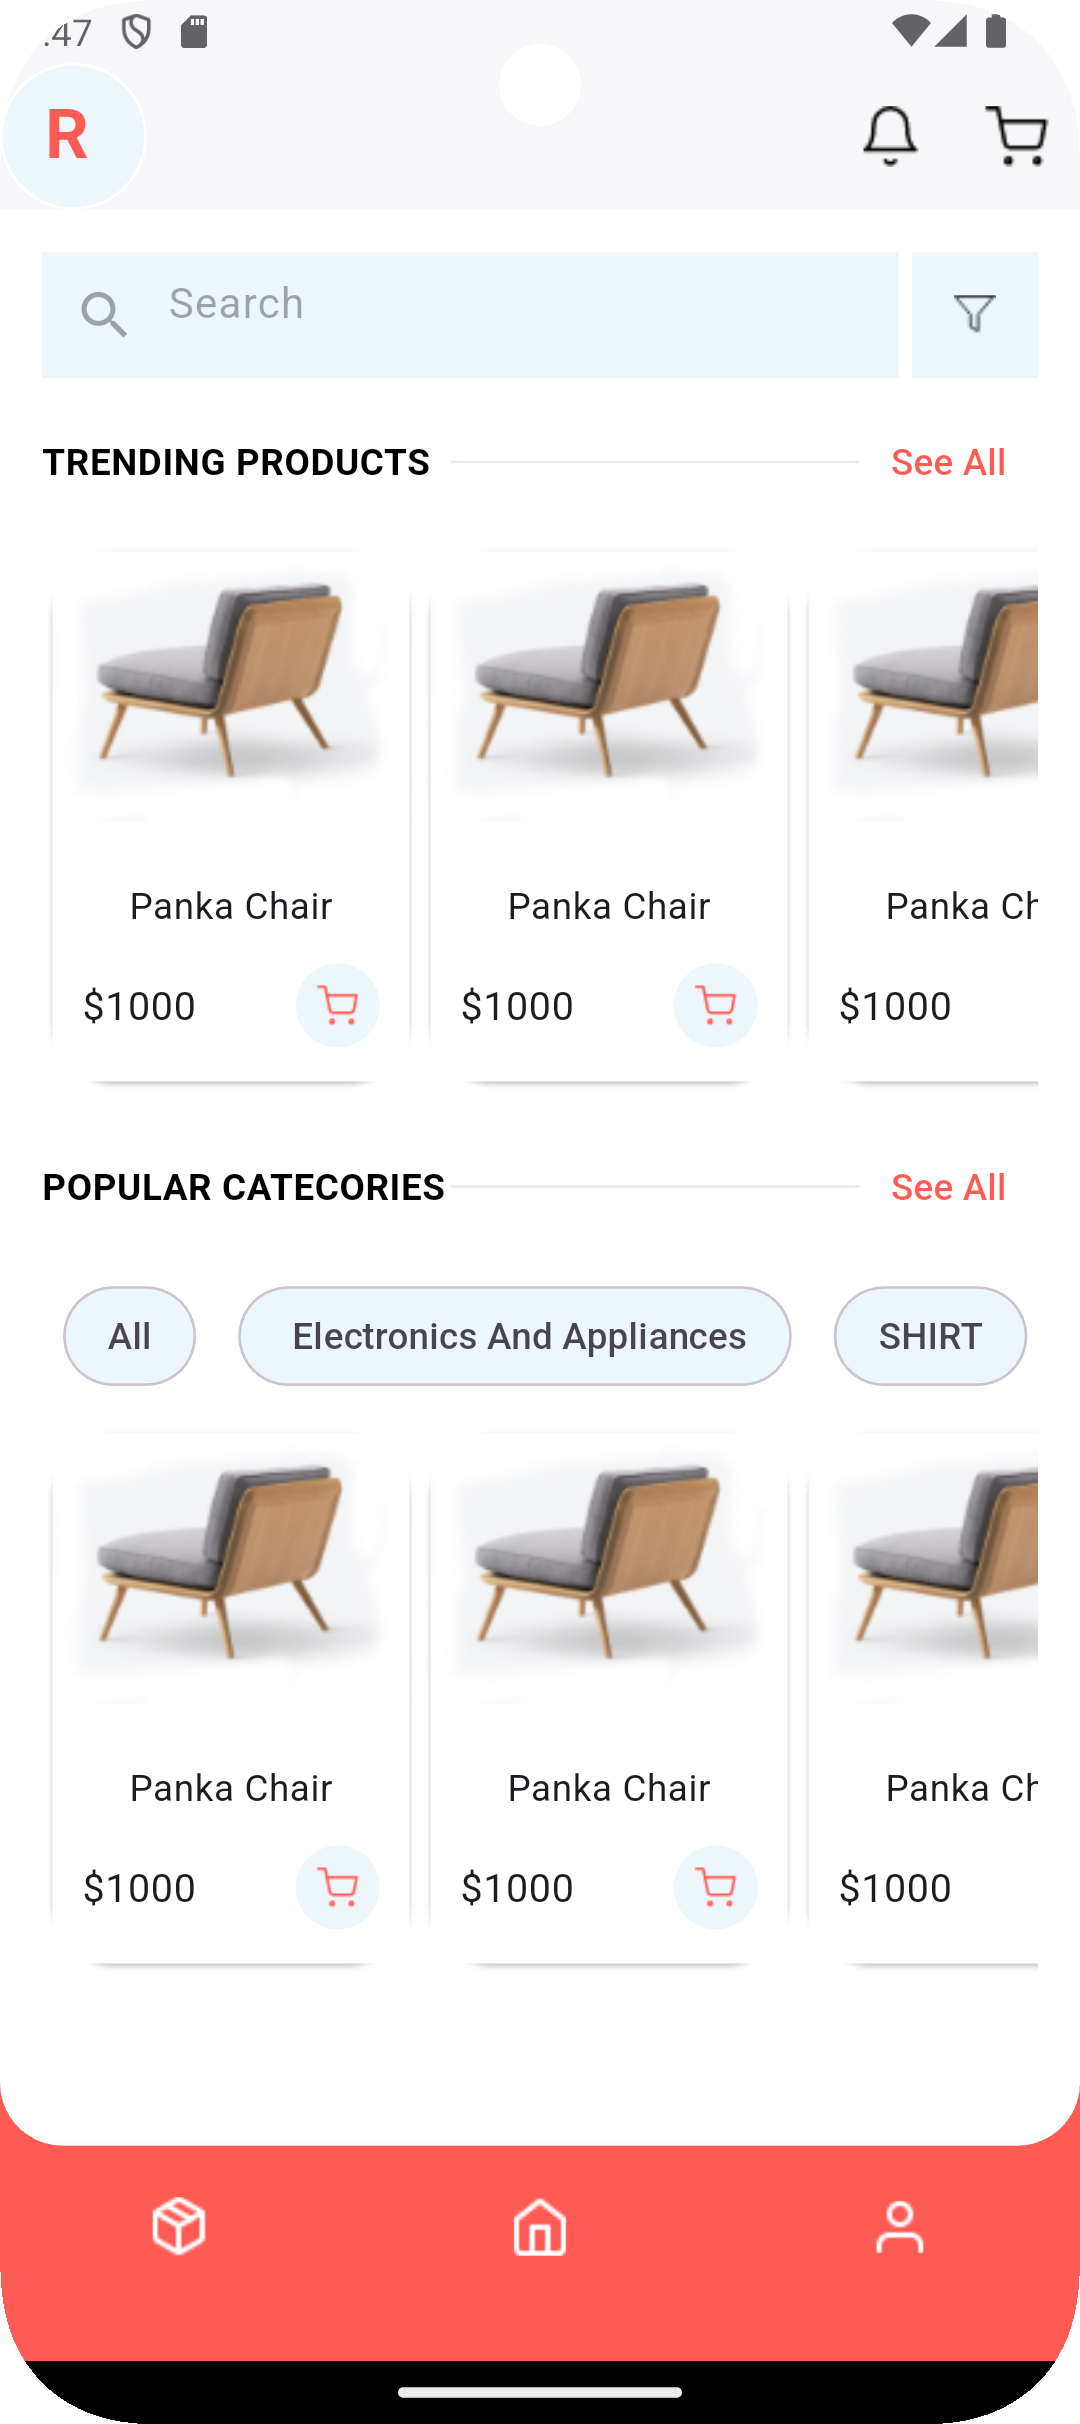 :47
R
Search
TRENDING PRODUCTS See All
Panka Chair Panka Chair Panka Ch
$1000 $1000 $1000
POPULAR CATECORIES See All
All Electronics And Appliances SHIRT
Panka Chair Panka Chair Panka Ch
$1000 $1000 $1000